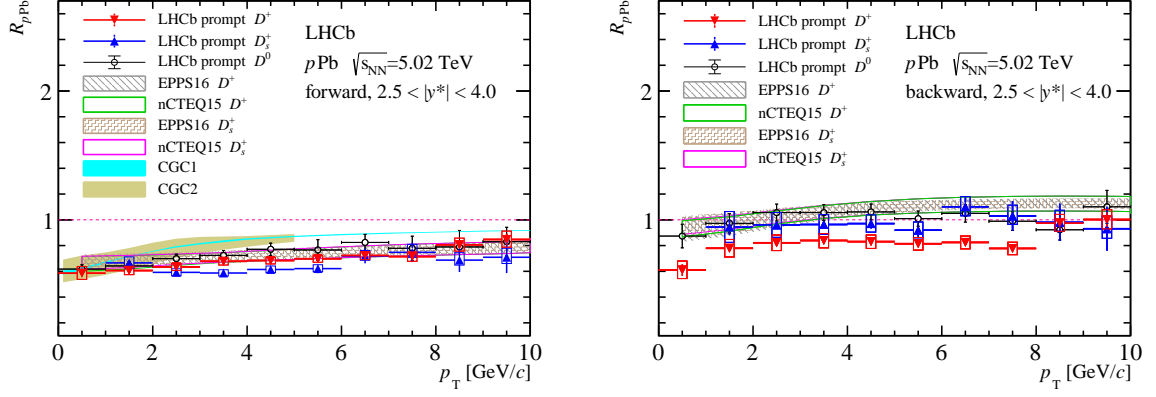 R_pPb
2
1
0 2 4 6 8 10
p_T [GeV/c]
LHCb prompt D⁺
LHCb prompt D_s⁺
LHCb prompt D⁰
EPPS16 D⁺
nCTEQ15 D⁺
EPPS16 D_s⁺
nCTEQ15 D_s⁺
CGC1
CGC2
LHCb
pPb √s_NN=5.02 TeV
forward, 2.5 < |y*| < 4.0
R_pPb
2
1
0 2 4 6 8 10
p_T [GeV/c]
LHCb prompt D⁺
LHCb prompt D_s⁺
LHCb prompt D⁰
EPPS16 D⁺
nCTEQ15 D⁺
EPPS16 D_s⁺
nCTEQ15 D_s⁺
LHCb
pPb √s_NN=5.02 TeV
backward, 2.5 < |y*| < 4.0